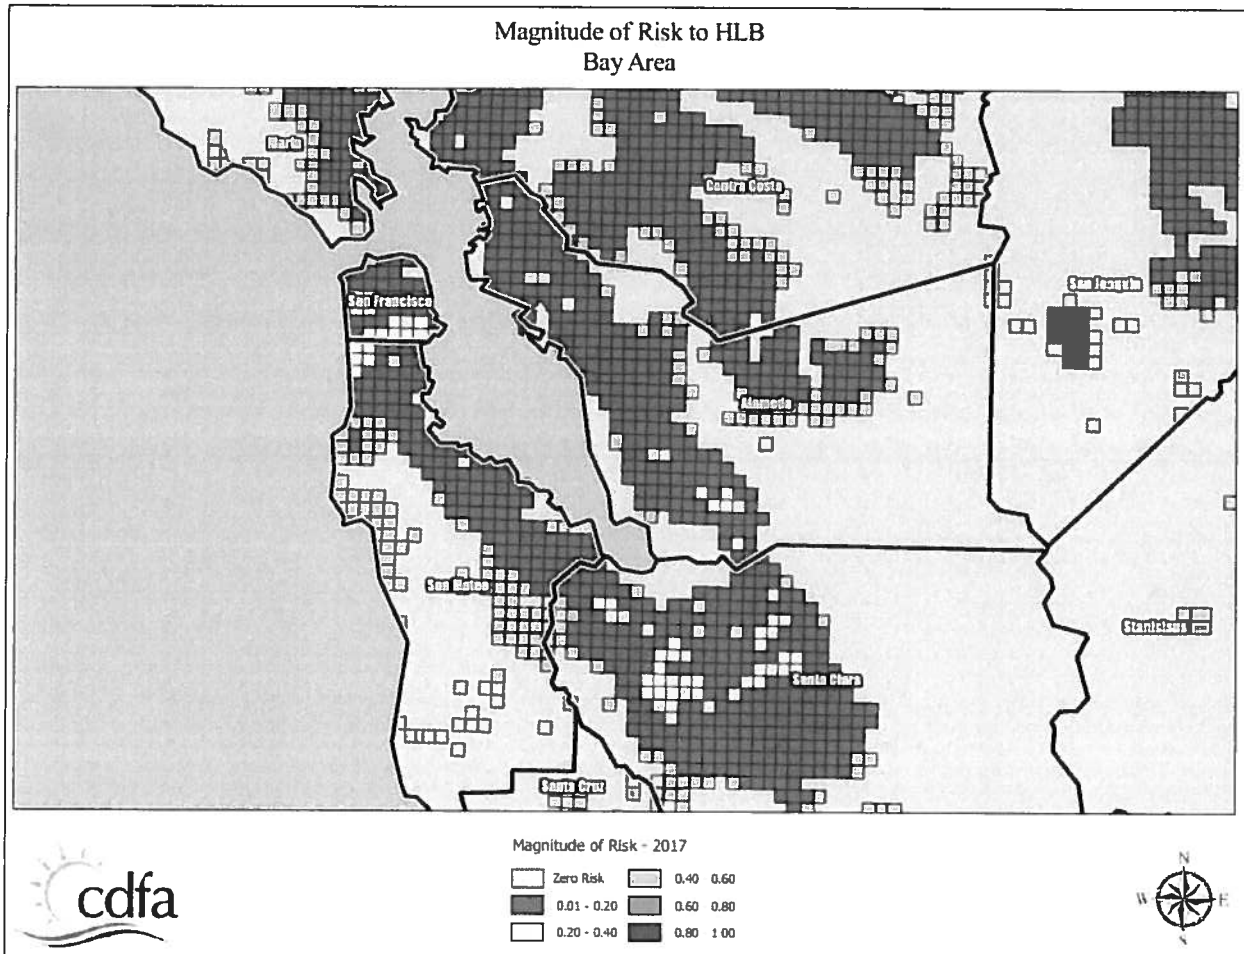 Magnitude of Risk to HLB
Bay Area
Marin
Contra Costa
San Francisco
San Joaquin
Alameda
San Mateo
Stanislaus
Santa Clara
Santa Cruz
Magnitude of Risk - 2017
Zero Risk
0.01 - 0.20
0.20 - 0.40
0.40 0.60
0.60 0.80
0.80 1 00
cdfa
N
W E
S